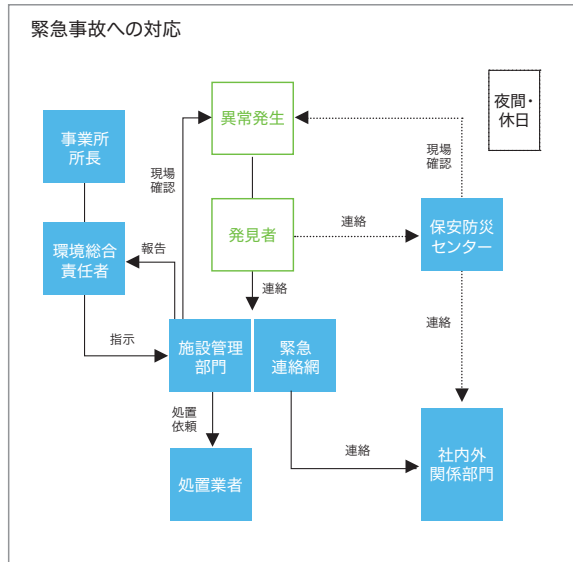 緊急事故への対応
夜間・
休日
異常発生
事業所
所長
現場
確認
現場
確認
発見者
連絡
保安防災
センター
環境総合
責任者
報告
連絡
連絡
指示
施設管理
部門
緊急
連絡網
処置
依頼
連絡
処置業者
社内外
関係部門